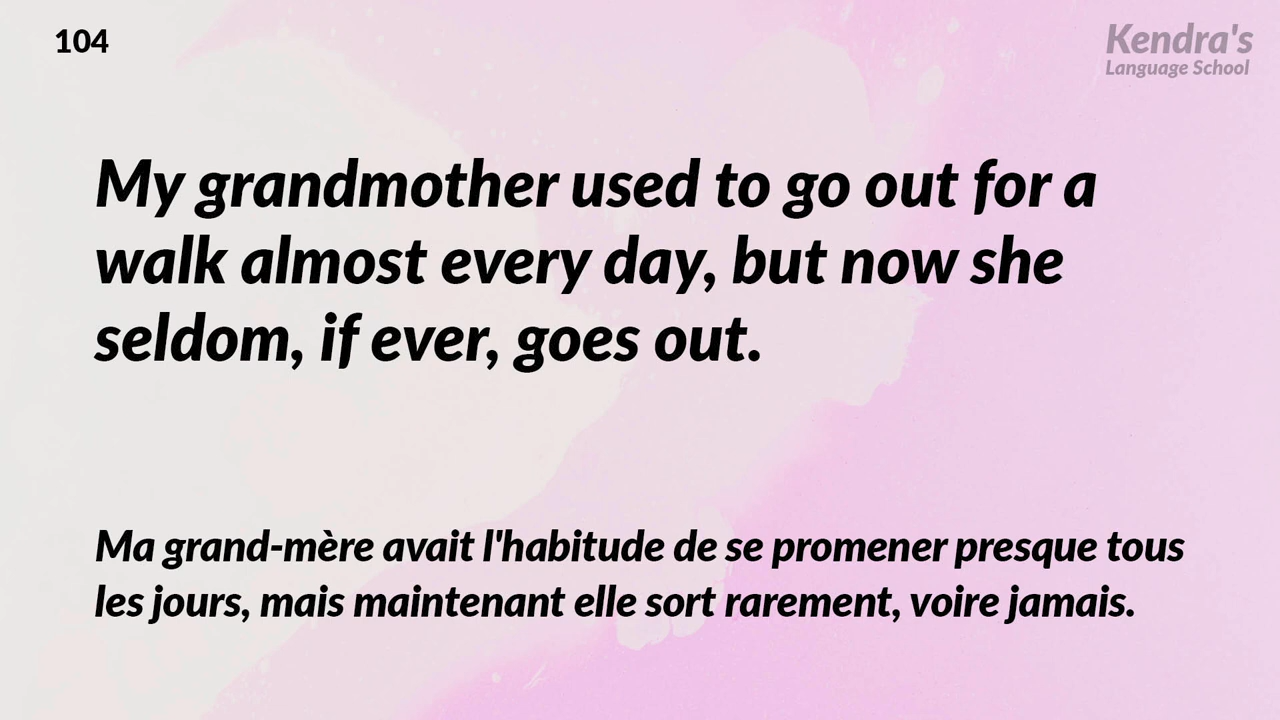 104
Kendra's
Language School
My grandmother used to go out for a
walk almost every day, but now she
seldom, if ever, goes out.
Ma grand-mère avait l'habitude de se promener presque tous
les jours, mais maintenant elle sort rarement, voire jamais.